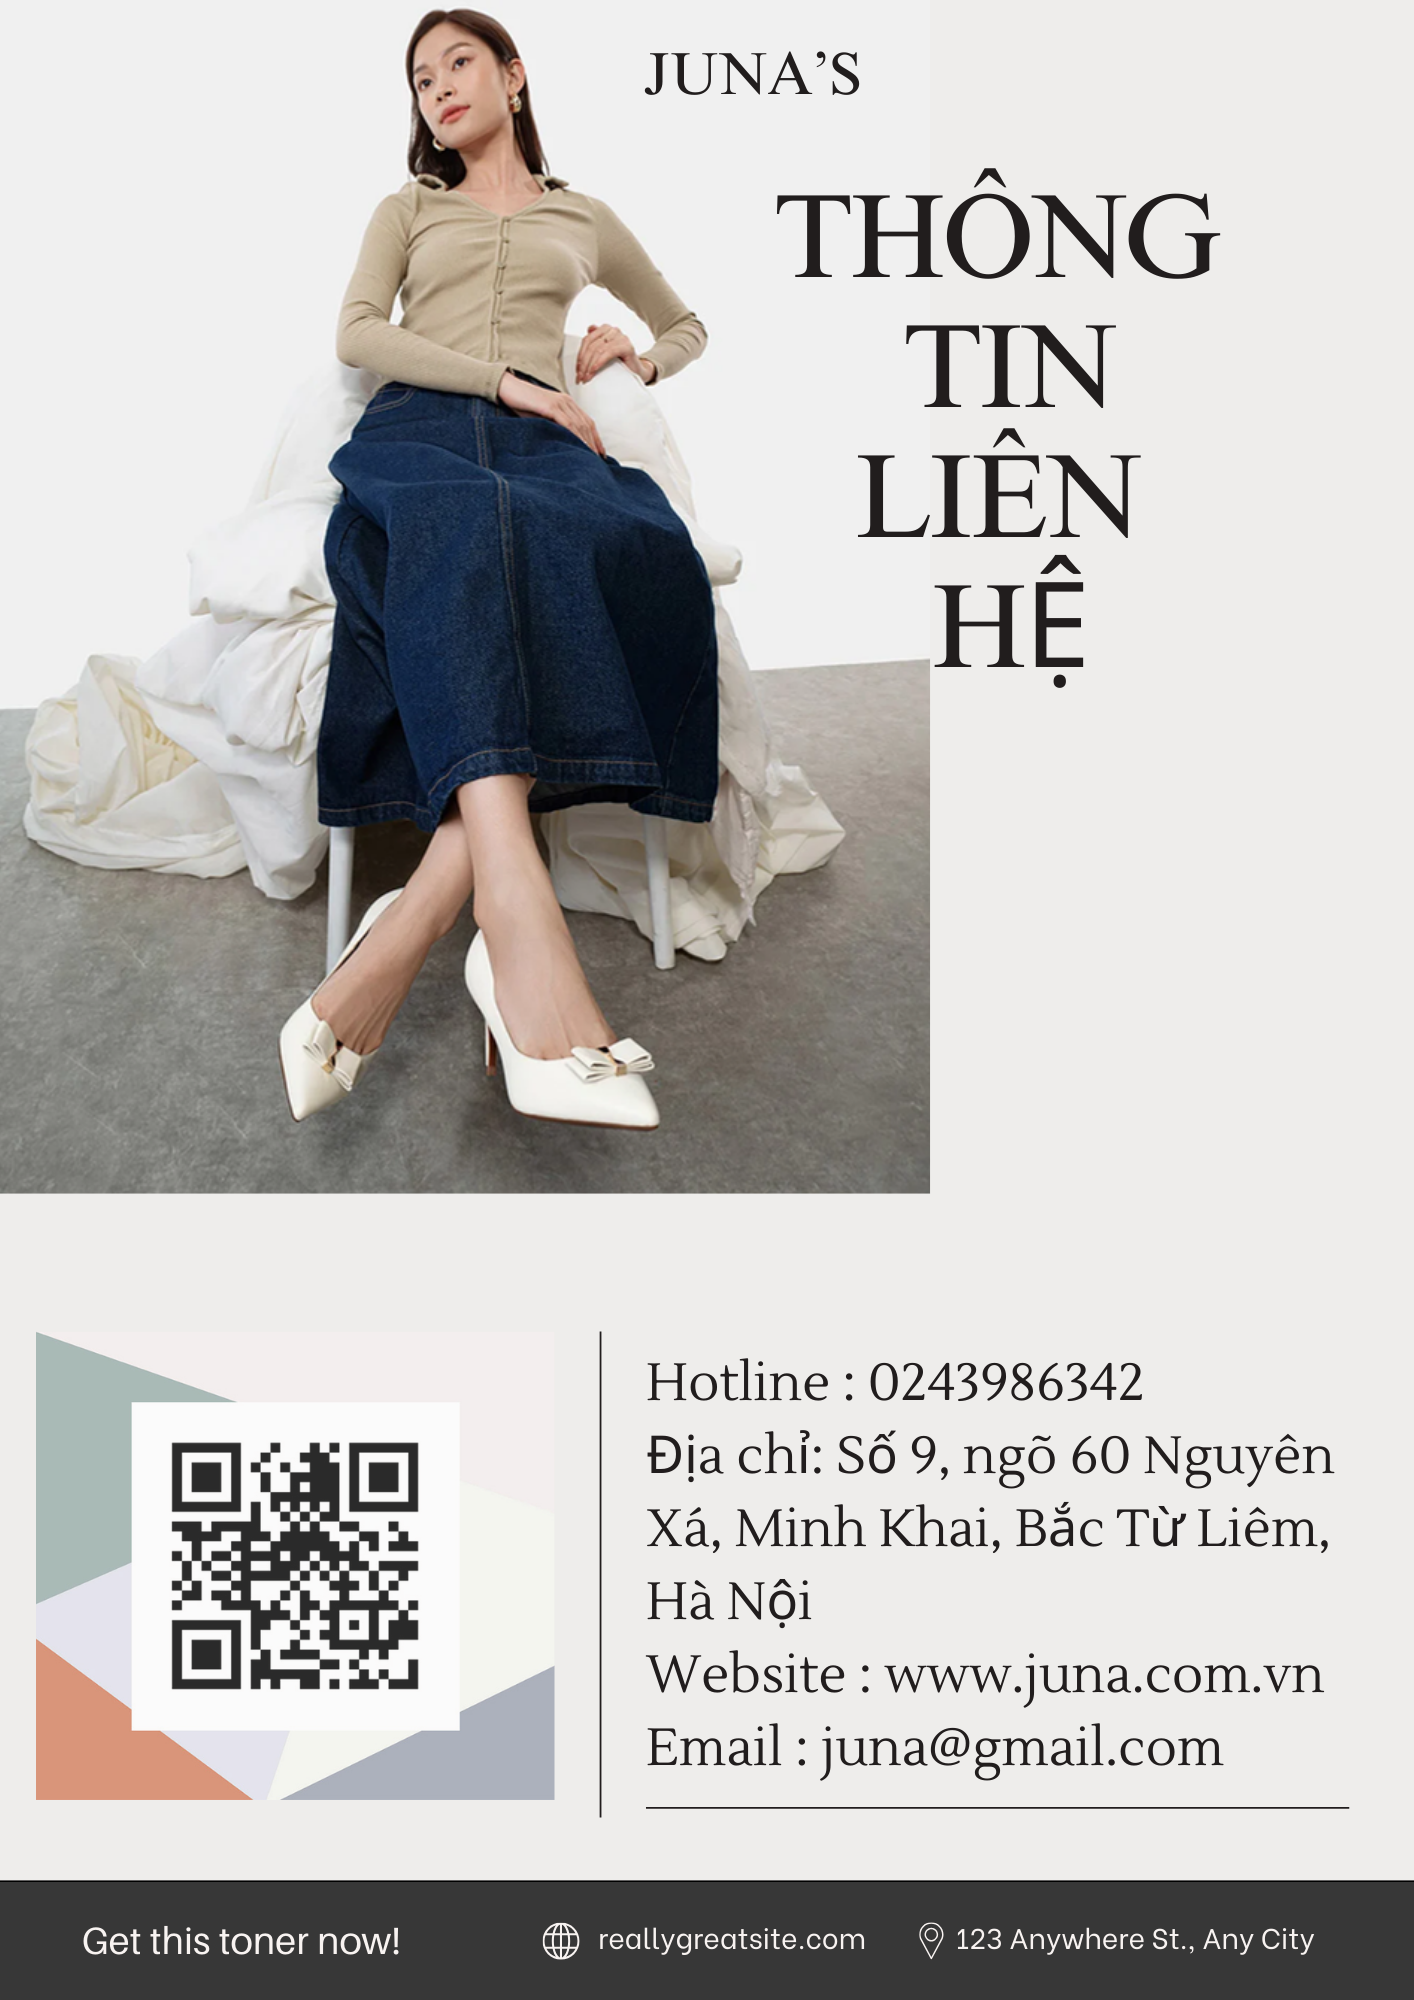 JUNA’S
THÔNG
TIN
LIÊN
HỆ
Hotline : 0243986342
Địa chỉ: Số 9, ngõ 60 Nguyên
Xá, Minh Khai, Bắc Từ Liêm,
Hà Nội
Website : www.juna.com.vn
Email : juna@gmail.com
Get this toner now!
reallygreatsite.com
123 Anywhere St., Any City